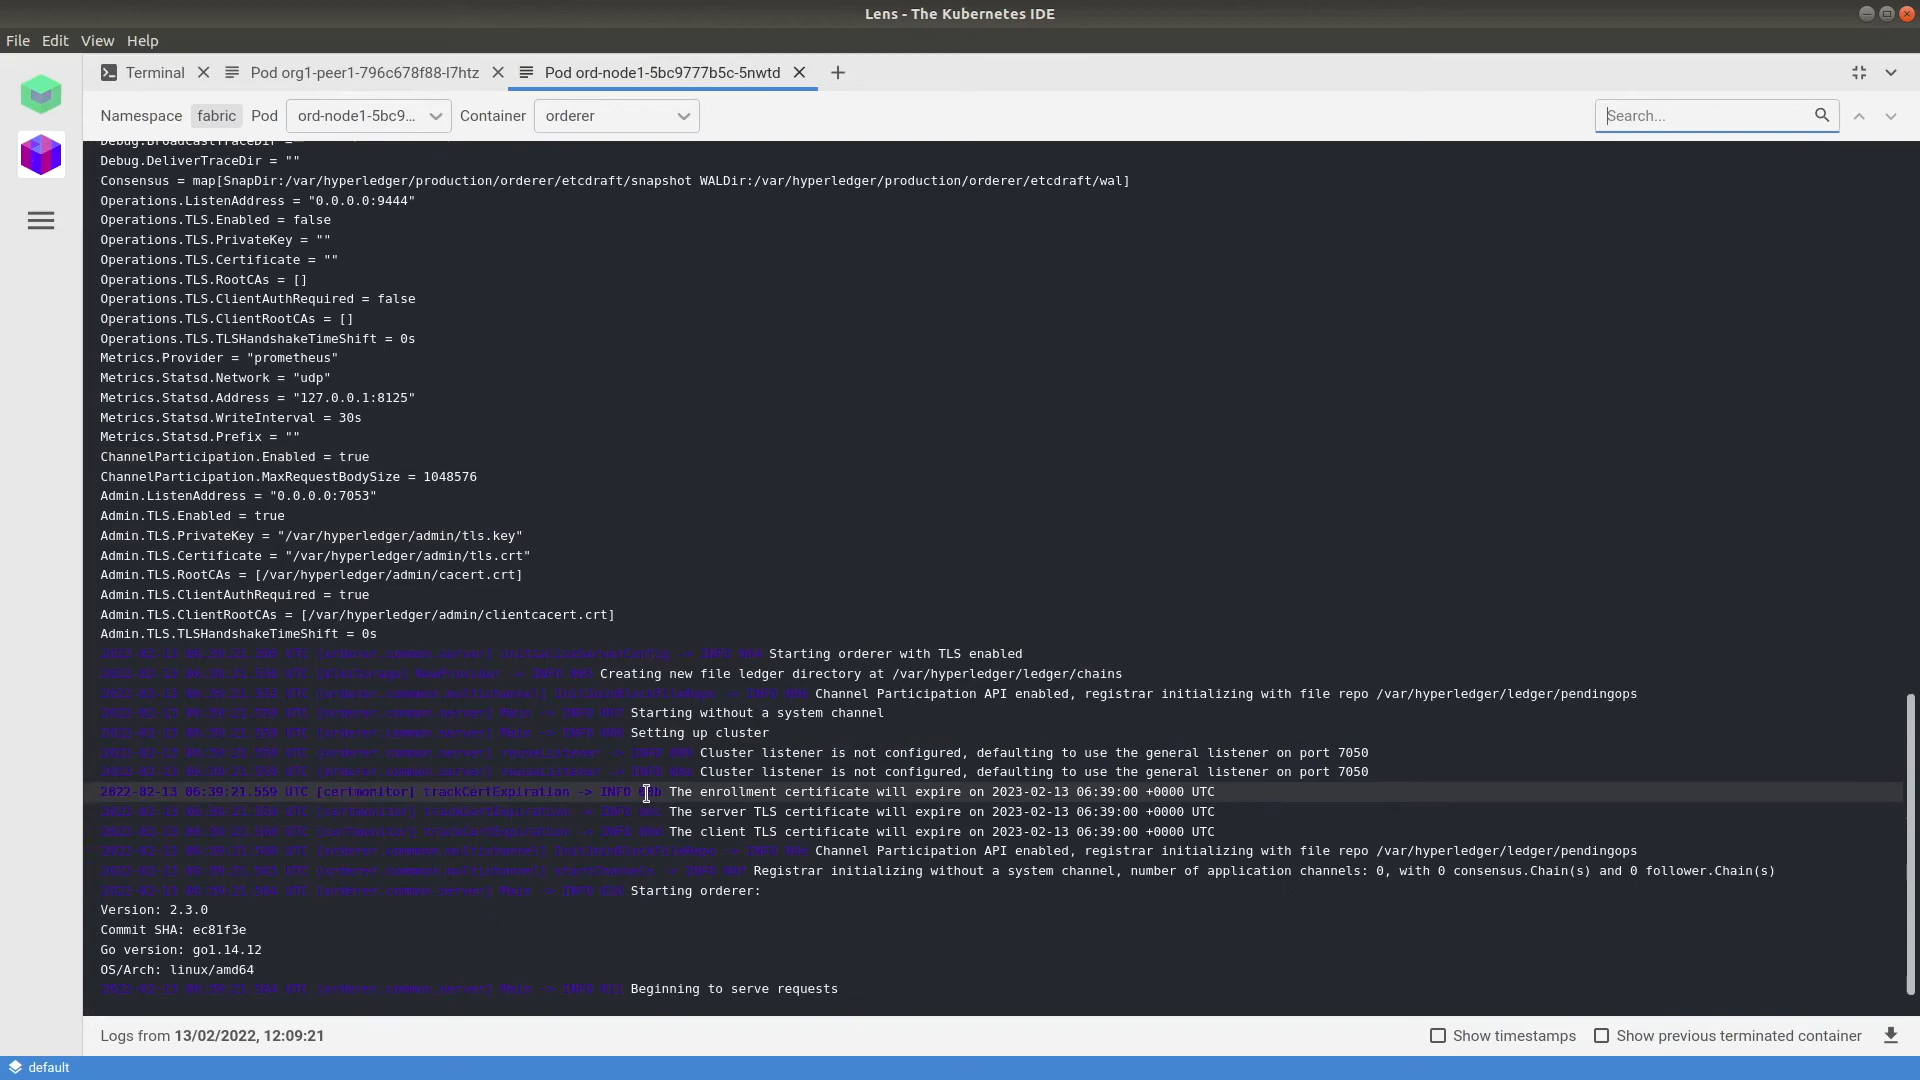 Lens - The Kubernetes IDE
File Edit View Help
Terminal Pod org1-peer1-796c678f88-l7htz Pod ord-node1-5bc9777b5c-5nwtd
Namespace fabric Pod ord-node1-5bc9... Container orderer Search...
Debug.BroadcastTraceDir =
Debug.DeliverTraceDir = ""
Consensus = map[SnapDir:/var/hyperledger/production/orderer/etcdraft/snapshot WALDir:/var/hyperledger/production/orderer/etcdraft/wal]
Operations.ListenAddress = "0.0.0.0:9444"
Operations.TLS.Enabled = false
Operations.TLS.PrivateKey = ""
Operations.TLS.Certificate = ""
Operations.TLS.RootCAs = []
Operations.TLS.ClientAuthRequired = false
Operations.TLS.ClientRootCAs = []
Operations.TLS.TLSHandshakeTimeShift = 0s
Metrics.Provider = "prometheus"
Metrics.Statsd.Network = "udp"
Metrics.Statsd.Address = "127.0.0.1:8125"
Metrics.Statsd.WriteInterval = 30s
Metrics.Statsd.Prefix = ""
ChannelParticipation.Enabled = true
ChannelParticipation.MaxRequestBodySize = 1048576
Admin.ListenAddress = "0.0.0.0:7053"
Admin.TLS.Enabled = true
Admin.TLS.PrivateKey = "/var/hyperledger/admin/tls.key"
Admin.TLS.Certificate = "/var/hyperledger/admin/tls.crt"
Admin.TLS.RootCAs = [/var/hyperledger/admin/cacert.crt]
Admin.TLS.ClientAuthRequired = true
Admin.TLS.ClientRootCAs = [/var/hyperledger/admin/clientcacert.crt]
Admin.TLS.TLSHandshakeTimeShift = 0s
Starting orderer with TLS enabled
Creating new file ledger directory at /var/hyperledger/ledger/chains
Channel Participation API enabled, registrar initializing with file repo /var/hyperledger/ledger/pendingops
Starting without a system channel
Setting up cluster
Cluster listener is not configured, defaulting to use the general listener on port 7050
Cluster listener is not configured, defaulting to use the general listener on port 7050
2022-02-13 06:39:21.559 UTC [certmonitor] trackCertExpiration -> INFO The enrollment certificate will expire on 2023-02-13 06:39:00 +0000 UTC
The server TLS certificate will expire on 2023-02-13 06:39:00 +0000 UTC
The client TLS certificate will expire on 2023-02-13 06:39:00 +0000 UTC
Channel Participation API enabled, registrar initializing with file repo /var/hyperledger/ledger/pendingops
Registrar initializing without a system channel, number of application channels: 0, with 0 consensus.Chain(s) and 0 follower.Chain(s)
Starting orderer:
Version: 2.3.0
Commit SHA: ec81f3e
Go version: go1.14.12
OS/Arch: linux/amd64
Beginning to serve requests
Logs from 13/02/2022, 12:09:21 Show timestamps Show previous terminated container
default